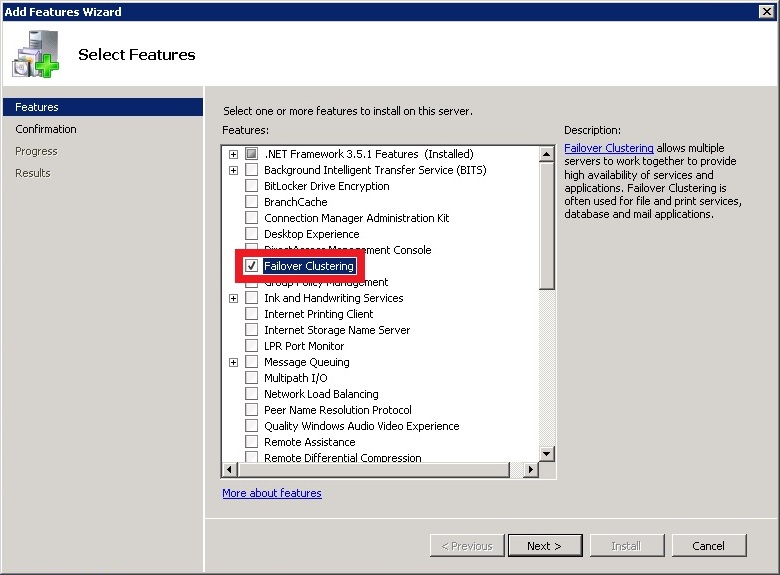 Add Features Wizard
Select Features
Features
Confirmation
Progress
Results
Select one or more features to install on this server.
Features:
.NET Framework 3.5.1 Features (Installed)
Background Intelligent Transfer Service (BITS)
BitLocker Drive Encryption
BranchCache
Connection Manager Administration Kit
Desktop Experience
DirectAccess Management Console
Failover Clustering
Group Policy Management
Ink and Handwriting Services
Internet Printing Client
Internet Storage Name Server
LPR Port Monitor
Message Queuing
Multipath I/O
Network Load Balancing
Peer Name Resolution Protocol
Quality Windows Audio Video Experience
Remote Assistance
Remote Differential Compression
More about features
Description:
Failover Clustering allows multiple
servers to work together to provide
high availability of services and
applications. Failover Clustering is
often used for file and print services,
database and mail applications.
< Previous
Next >
Install
Cancel